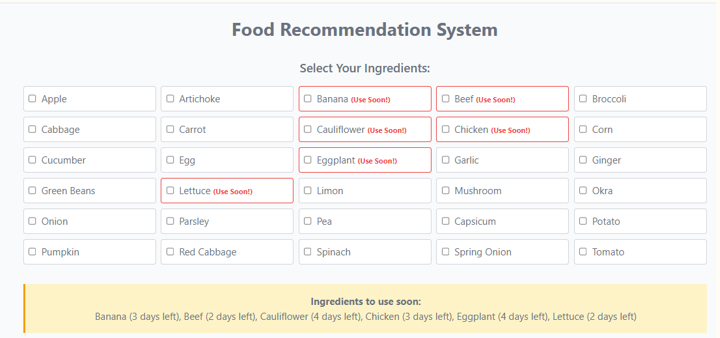 Food Recommendation System
Select Your Ingredients:
Apple Artichoke Banana (Use Soon!) Beef (Use Soon!) Broccoli
Cabbage Carrot Cauliflower (Use Soon!) Chicken (Use Soon!) Corn
Cucumber Egg Eggplant (Use Soon!) Garlic Ginger
Green Beans Lettuce (Use Soon!) Limon Mushroom Okra
Onion Parsley Pea Capsicum Potato
Pumpkin Red Cabbage Spinach Spring Onion Tomato
Ingredients to use soon:
Banana (3 days left), Beef (2 days left), Cauliflower (4 days left), Chicken (3 days left), Eggplant (4 days left), Lettuce (2 days left)